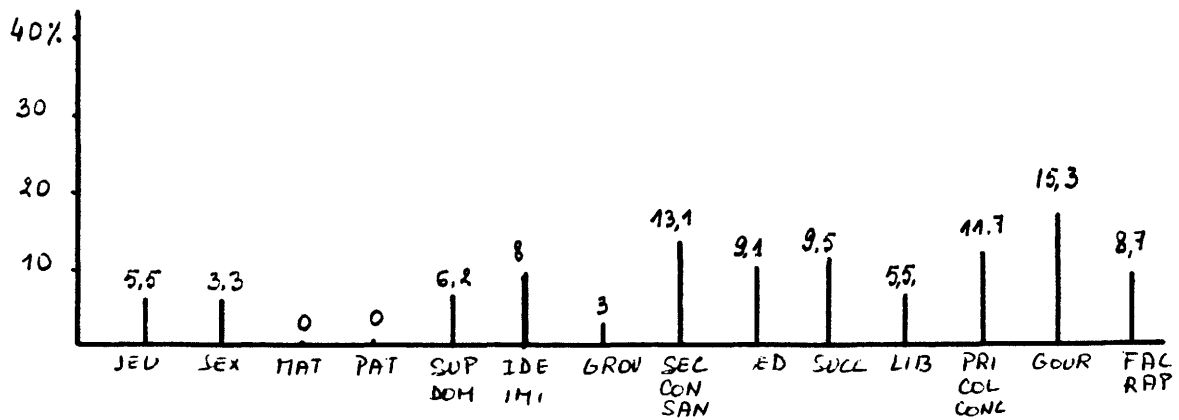 40%
30
20
10
5,5 3,3 0 0 6,2 8 3 13,1 9,1 9,5 5,5, 11.7 15,3 8,7
JEU SEX MAT PAT SUP IDE GROU SEC ED SUCC LIB PRI GOUR FAC
DOM IMI CON COL RAP
SAN CONC